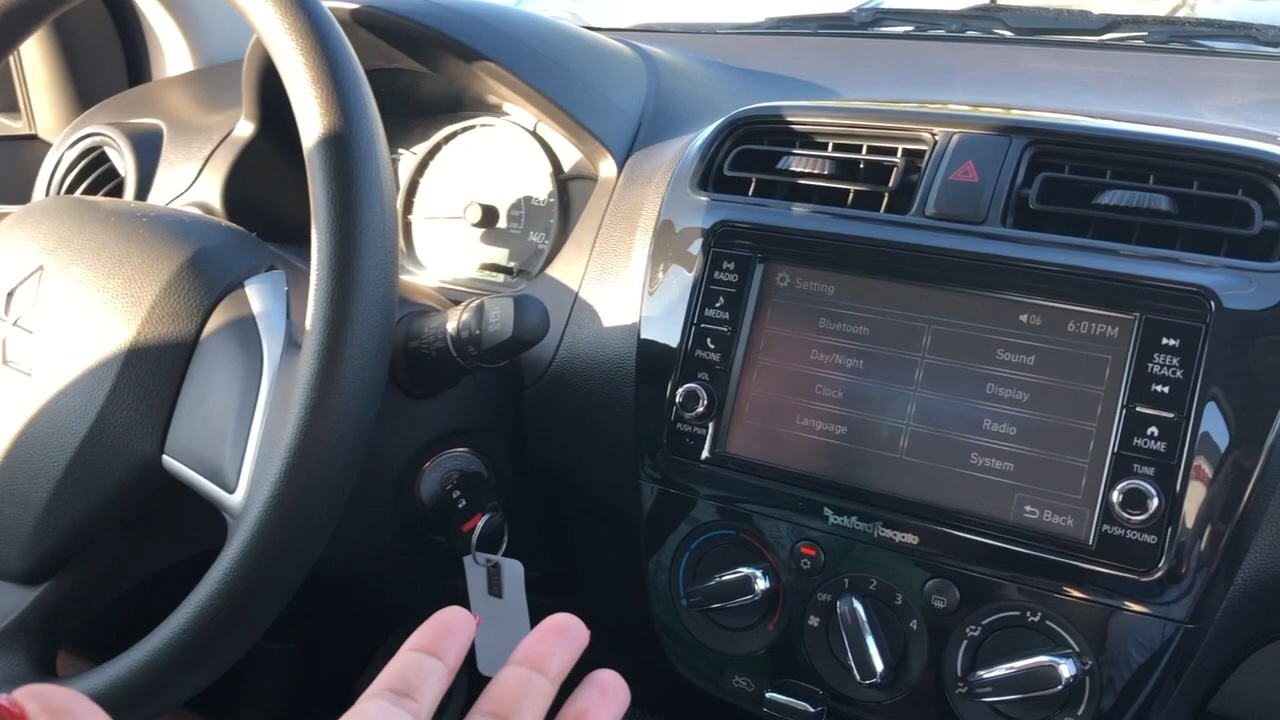 120
140
RADIO
MEDIA
PHONE
VOL
PUSH PWR
Setting
06
6:01PM
Bluetooth
Sound
Day/Night
Display
Clock
Radio
Language
System
Back
SEEK
TRACK
HOME
TUNE
PUSH SOUND
Rockford Fosgate
OFF 1 2 3 4